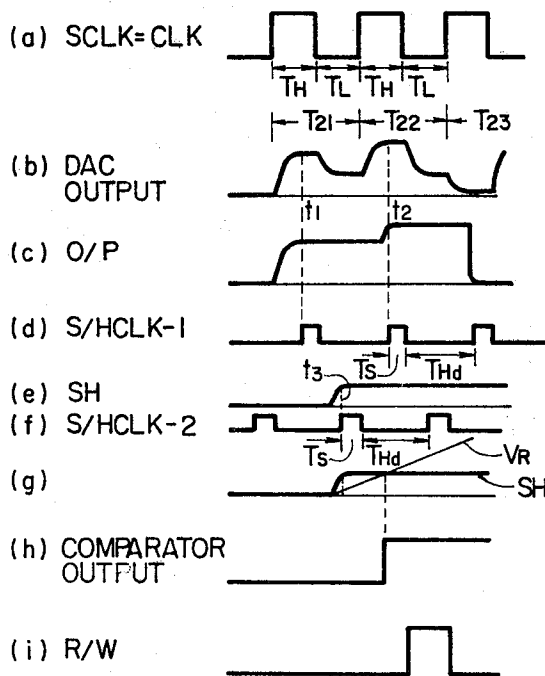 (a) SCLK=CLK
TH TL TH TL
T21 T22 T23
(b) DAC OUTPUT
t1 t2
(c) O/P
(d) S/HCLK-1
TS THd
t3
(e) SH
(f) S/HCLK-2
TS THd VR
(g) SH
(h) COMPARATOR OUTPUT
(i) R/W